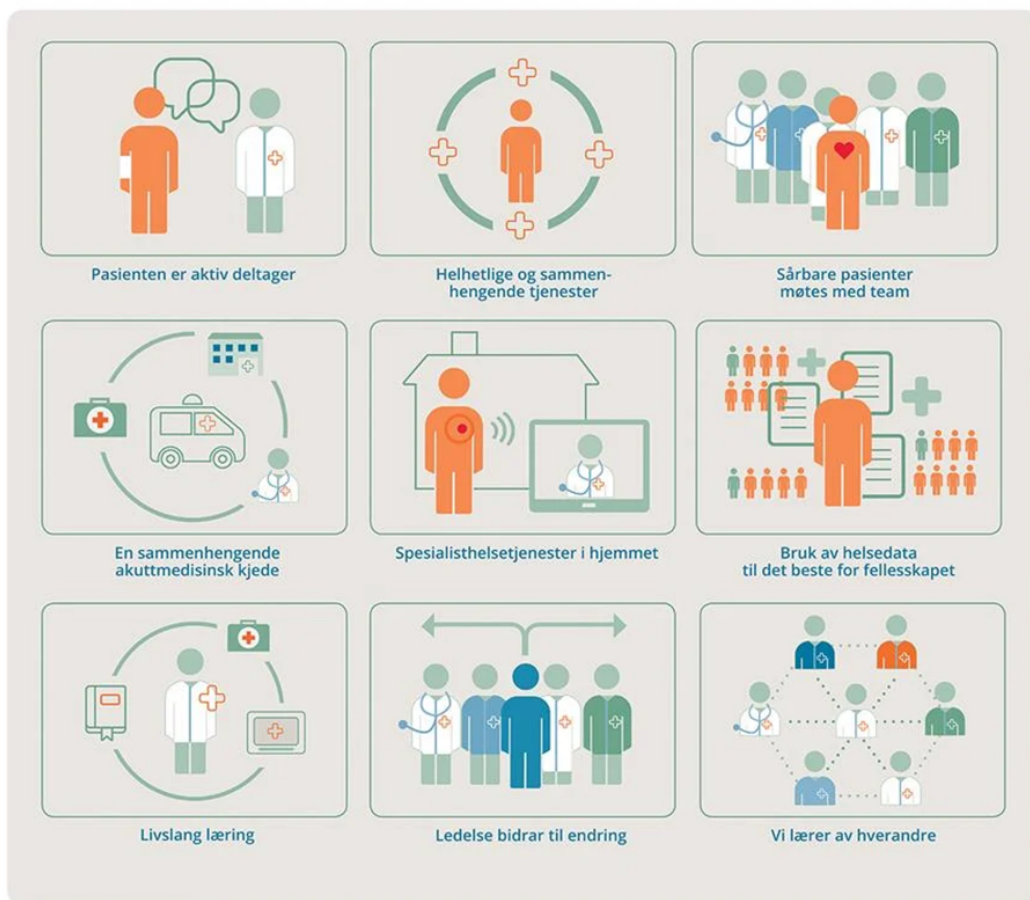 Pasienten er aktiv deltager
Helhetlige og sammen-
hengende tjenester
Sårbare pasienter
møtes med team
En sammenhengende
akuttmedisinsk kjede
Spesialisthelsetjenester i hjemmet
Bruk av helsedata
til det beste for fellesskapet
Livslang læring
Ledelse bidrar til endring
Vi lærer av hverandre